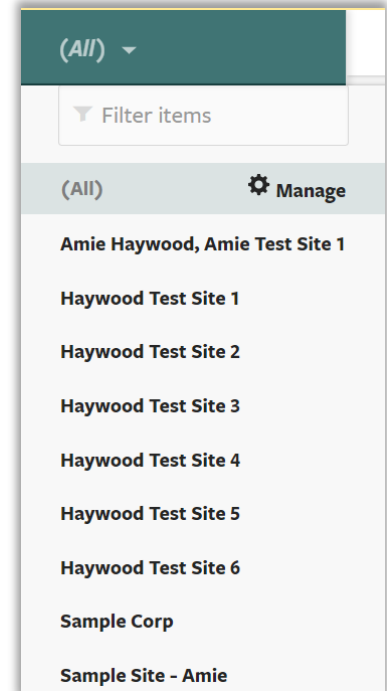 (All)
Filter items
(All) Manage
Amie Haywood, Amie Test Site 1
Haywood Test Site 1
Haywood Test Site 2
Haywood Test Site 3
Haywood Test Site 4
Haywood Test Site 5
Haywood Test Site 6
Sample Corp
Sample Site - Amie